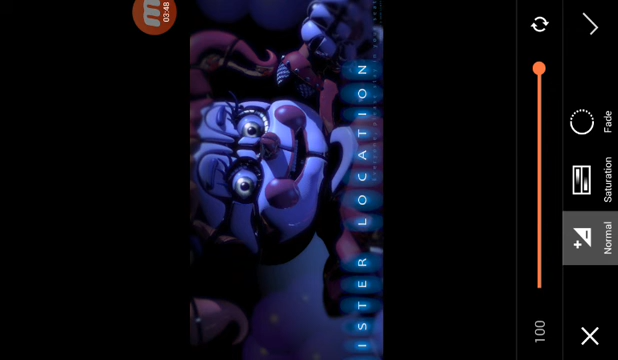 03:48
ISTER LOCATION
Fade
Saturation
Normal
100